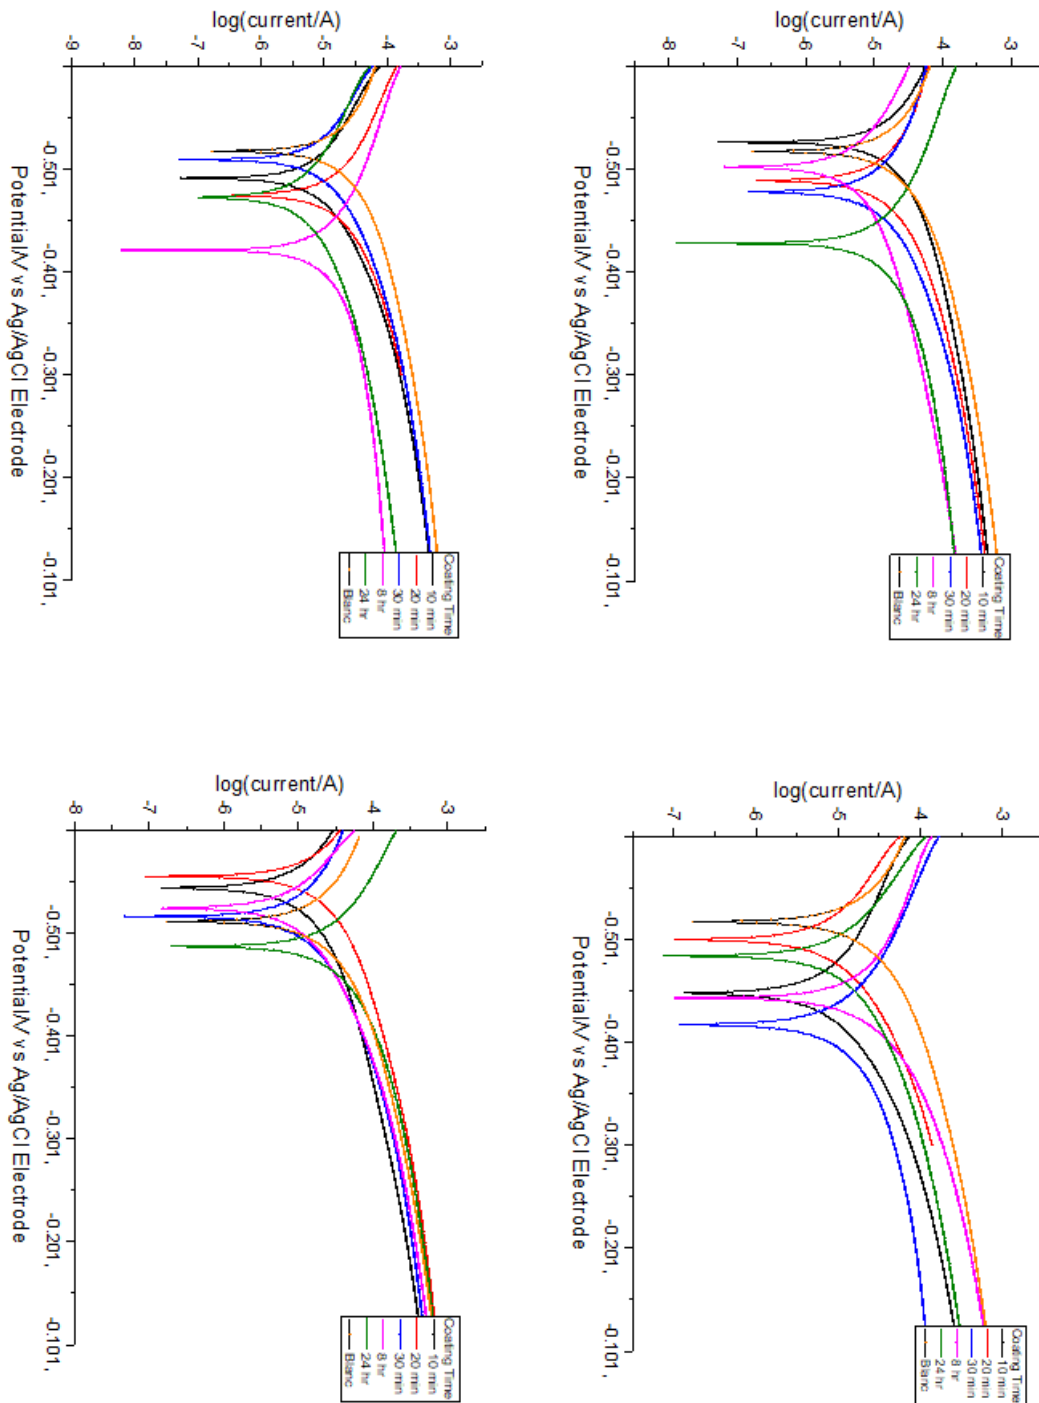 log(current/A)
-3
-4
-5
-6
-7
-8
Coating Time
10 min
20 min
30 min
8 hr
24 hr
Blanc
-0.501, -0.401, -0.301, -0.201, -0.101,
Potential/V vs Ag/AgCl Electrode
log(current/A)
-3
-4
-5
-6
-7
Coating Time
10 min
20 min
30 min
8 hr
24 hr
Blanc
-0.501, -0.401, -0.301, -0.201, -0.101,
Potential/V vs Ag/AgCl Electrode
log(current/A)
-3
-4
-5
-6
-7
-8
-9
Coating Time
10 min
20 min
30 min
8 hr
24 hr
Blanc
-0.501, -0.401, -0.301, -0.201, -0.101,
Potential/V vs Ag/AgCl Electrode
log(current/A)
-3
-4
-5
-6
-7
-8
Coating Time
10 min
20 min
30 min
8 hr
24 hr
Blanc
-0.501, -0.401, -0.301, -0.201, -0.101,
Potential/V vs Ag/AgCl Electrode